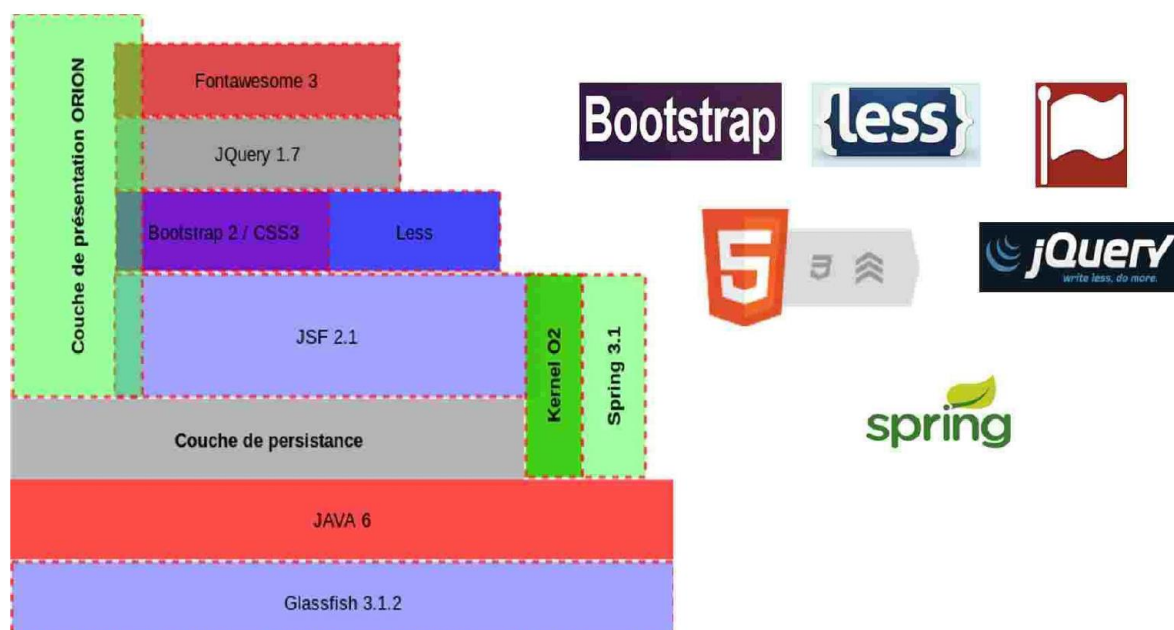 Couche de présentation ORION
Fontawesome 3
JQuery 1.7
Bootstrap 2 / CSS3
Less
JSF 2.1
Kernel O2
Spring 3.1
Couche de persistance
JAVA 6
Glassfish 3.1.2
Bootstrap
{less}
5
3
jQuery
write less, do more.
spring